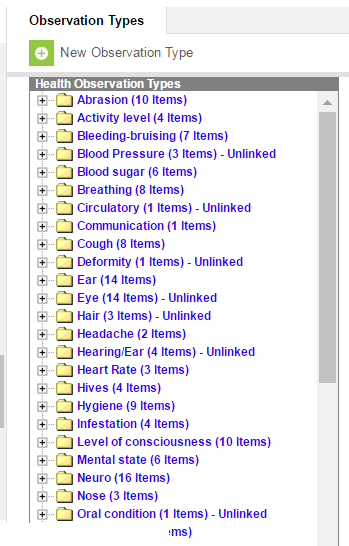 Observation Types
New Observation Type
Health Observation Types
Abrasion (10 Items)
Activity level (4 Items)
Bleeding-bruising (7 Items)
Blood Pressure (3 Items) - Unlinked
Blood sugar (6 Items)
Breathing (8 Items)
Circulatory (1 Items) - Unlinked
Communication (1 Items)
Cough (8 Items)
Deformity (1 Items) - Unlinked
Ear (14 Items)
Eye (14 Items) - Unlinked
Hair (3 Items) - Unlinked
Headache (2 Items)
Hearing/Ear (4 Items) - Unlinked
Heart Rate (3 Items)
Hives (4 Items)
Hygiene (9 Items)
Infestation (4 Items)
Level of consciousness (10 Items)
Mental state (6 Items)
Neuro (16 Items)
Nose (3 Items)
Oral condition (1 Items) - Unlinked
ms)